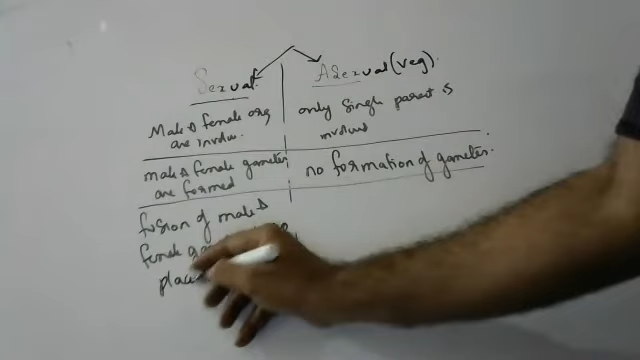 Sexual
Asexual (veg).
Male & female org
are involve.
only single parent is
involved
male & female gametes
are formed
no formation of gametes.
fusion of male &
female
place